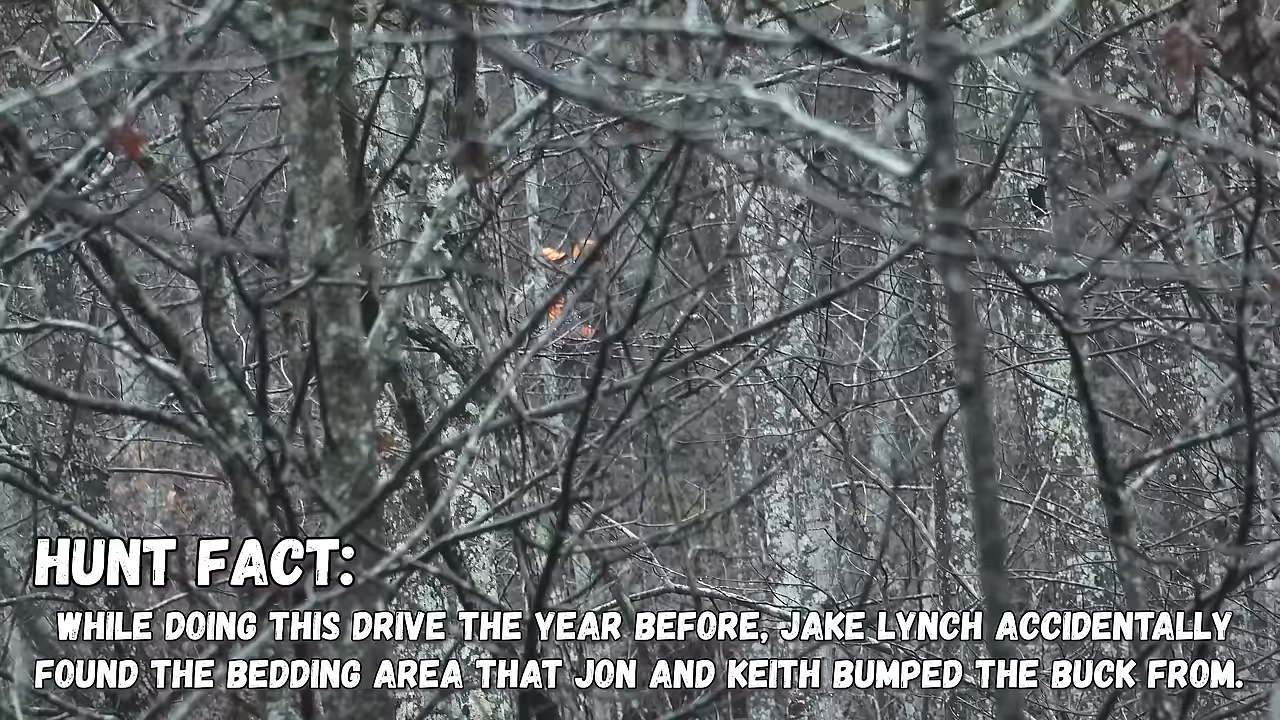 HUNT FACT:
WHILE DOING THIS DRIVE THE YEAR BEFORE, JAKE LYNCH ACCIDENTALLY
FOUND THE BEDDING AREA THAT JON AND KEITH BUMPED THE BUCK FROM.